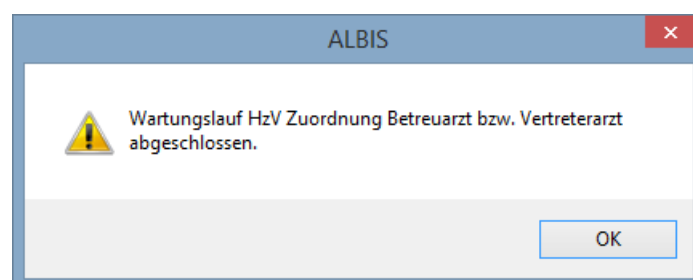 ALBIS
Wartungslauf HzV Zuordnung Betreuarzt bzw. Vertreterarzt
abgeschlossen.
OK